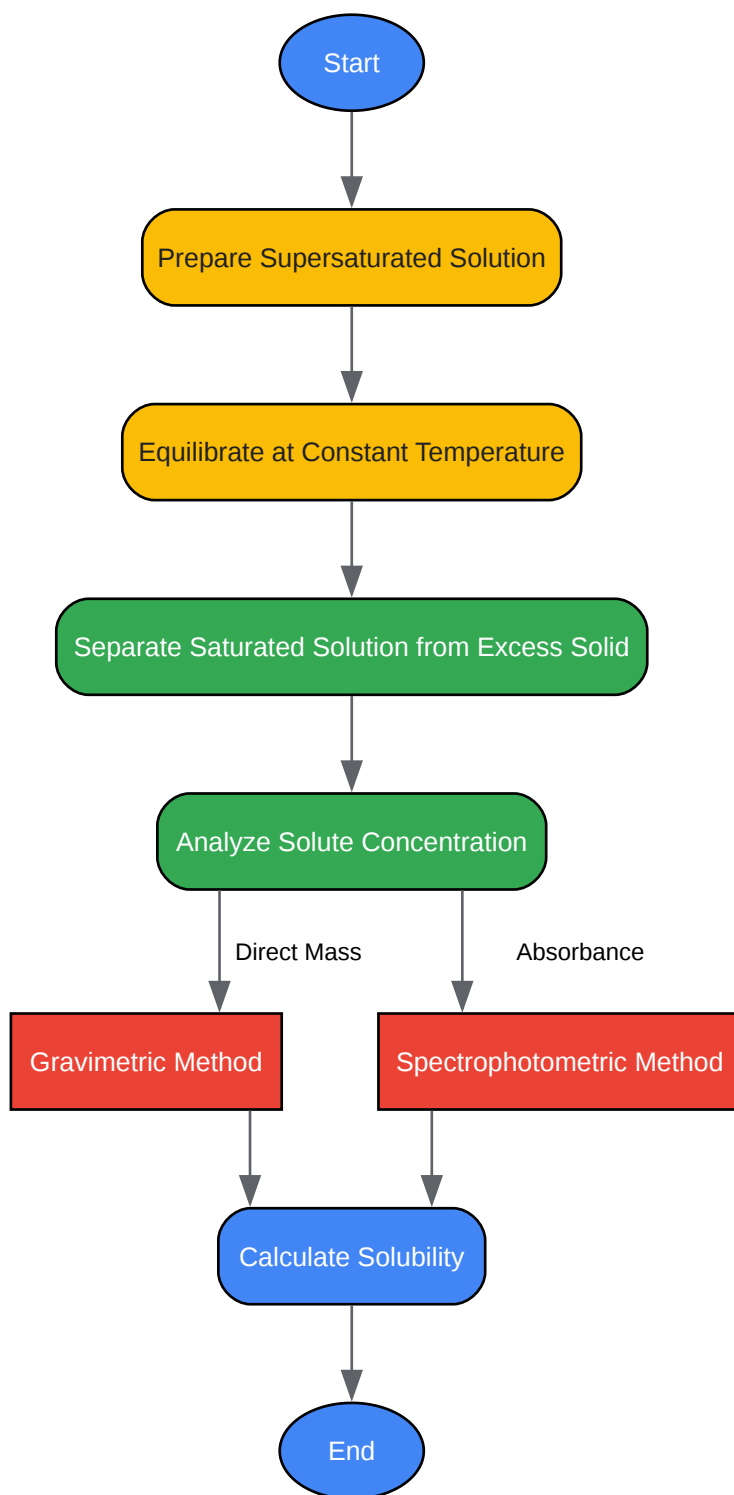 Start
Prepare Supersaturated Solution
Equilibrate at Constant Temperature
Separate Saturated Solution from Excess Solid
Analyze Solute Concentration
Direct Mass
Absorbance
Gravimetric Method
Spectrophotometric Method
Calculate Solubility
End